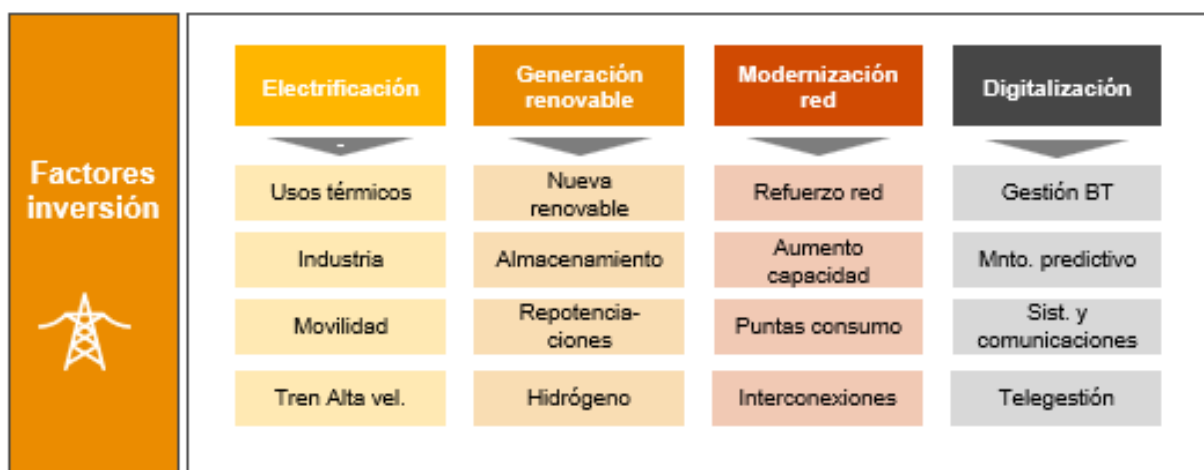 Factores
inversión
Electrificación
Generación
renovable
Modernización
red
Digitalización
-
Usos térmicos
Nueva
renovable
Refuerzo red
Gestión BT
Industria
Almacenamiento
Aumento
capacidad
Mnto. predictivo
Movilidad
Repotencia-
ciones
Puntas consumo
Sist. y
comunicaciones
Tren Alta vel.
Hidrógeno
Interconexiones
Telegestión